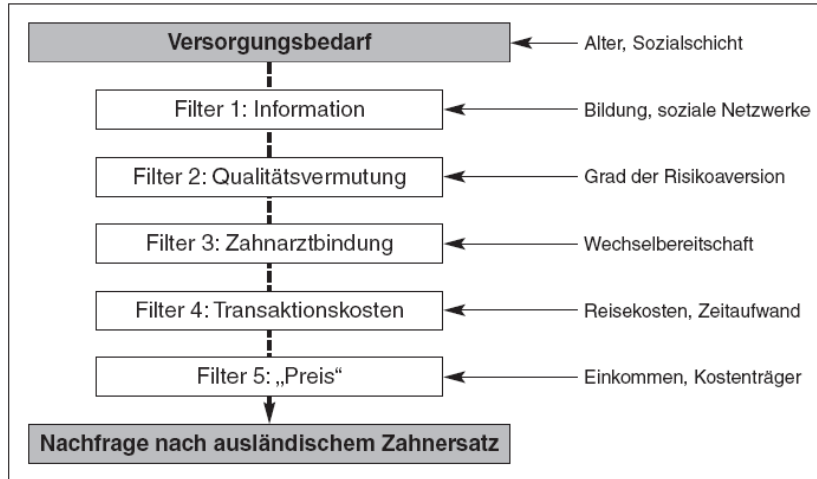 Versorgungsbedarf
Alter, Sozialschicht
Filter 1: Information
Bildung, soziale Netzwerke
Filter 2: Qualitätsvermutung
Grad der Risikoaversion
Filter 3: Zahnarztbindung
Wechselbereitschaft
Filter 4: Transaktionskosten
Reisekosten, Zeitaufwand
Filter 5: „Preis“
Einkommen, Kostenträger
Nachfrage nach ausländischem Zahnersatz